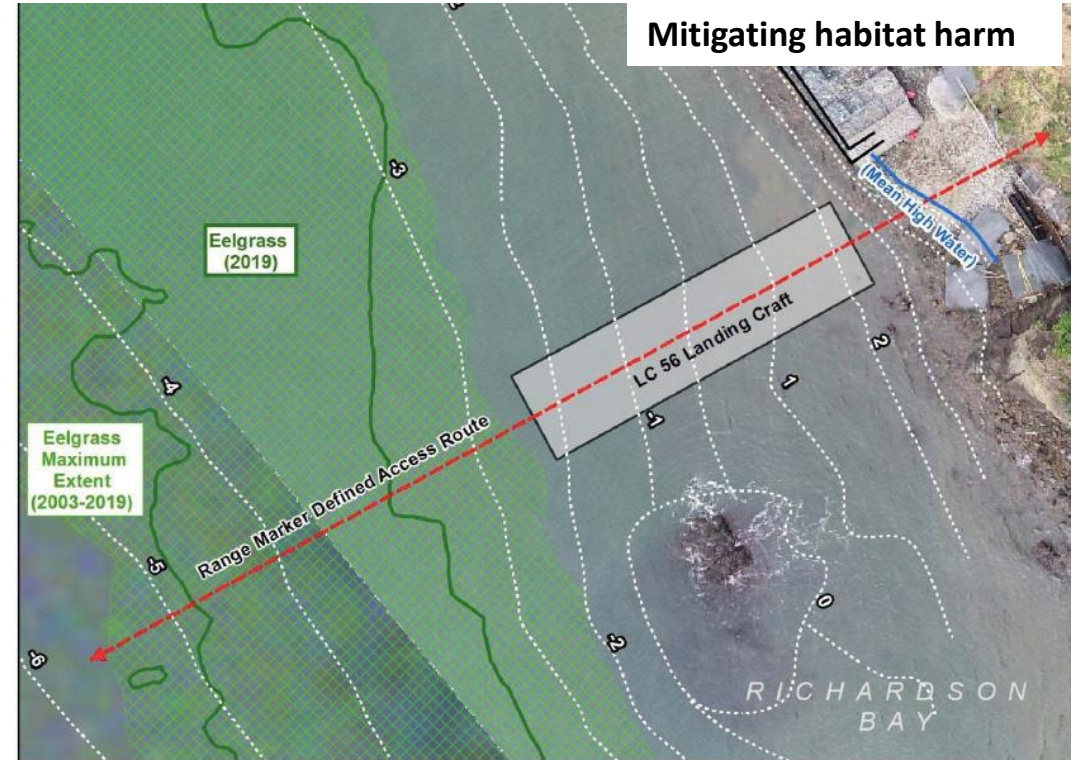 Mitigating habitat harm
-3
(Mean High Water)
Eelgrass
(2019)
LC 56 Landing Craft
2
1
-1
-4
Eelgrass
Maximum
Extent
(2003-2019)
Range Marker Defined Access Route
-5
0
-2
-6
RICHARDSON
BAY